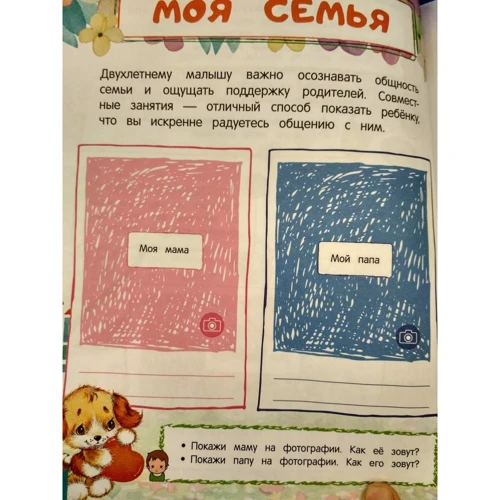 МОЯ СЕМЬЯ
Двухлетнему малышу важно осознавать общность
семьи и ощущать поддержку родителей. Совмест-
ные занятия — отличный способ показать ребёнку,
что вы искренне радуетесь общению с ним.
Моя мама
Мой папа
• Покажи маму на фотографии. Как её зовут?
• Покажи папу на фотографии. Как его зовут?